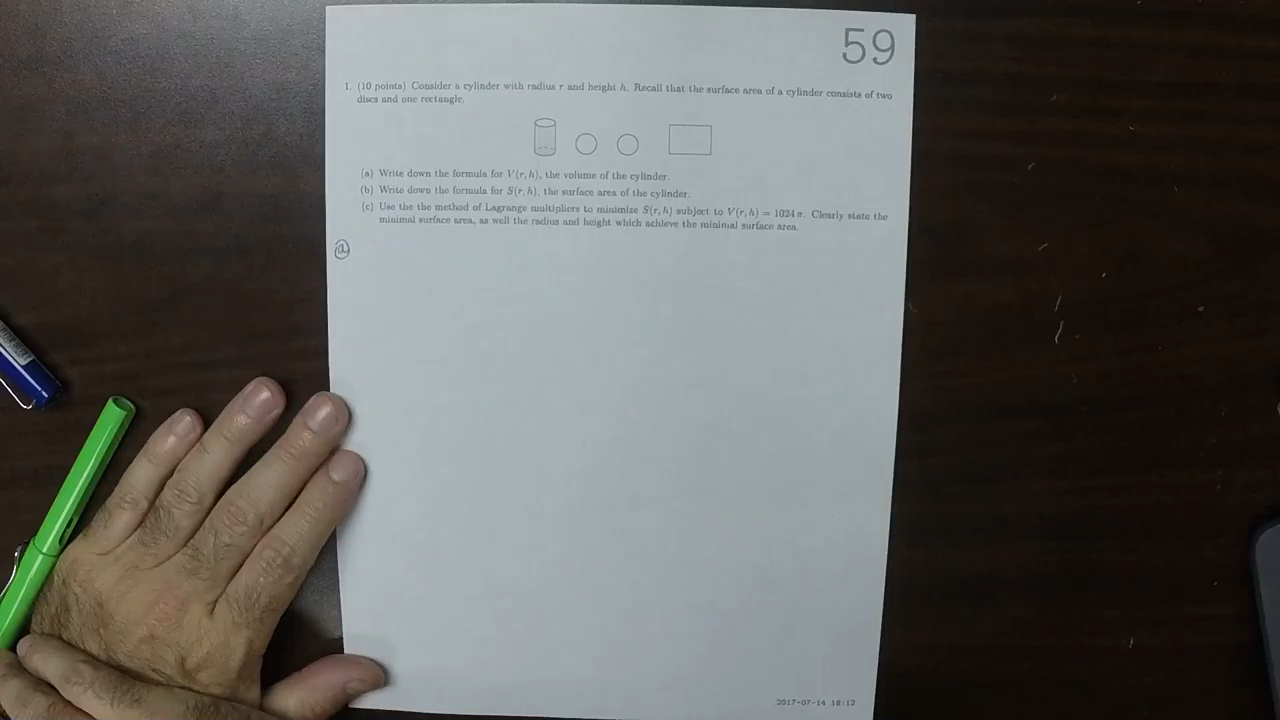 59
1. (10 points) Consider a cylinder with radius r and height h. Recall that the surface area of a cylinder consists of two
discs and one rectangle.
(a) Write down the formula for V(r, h), the volume of the cylinder.
(b) Write down the formula for S(r, h), the surface area of the cylinder.
(c) Use the the method of Lagrange multipliers to minimize S(r, h) subject to V(r, h) = 1024 π. Clearly state the
minimal surface area, as well the radius and height which achieve the minimal surface area.
ⓐ
2017-07-14 18:12